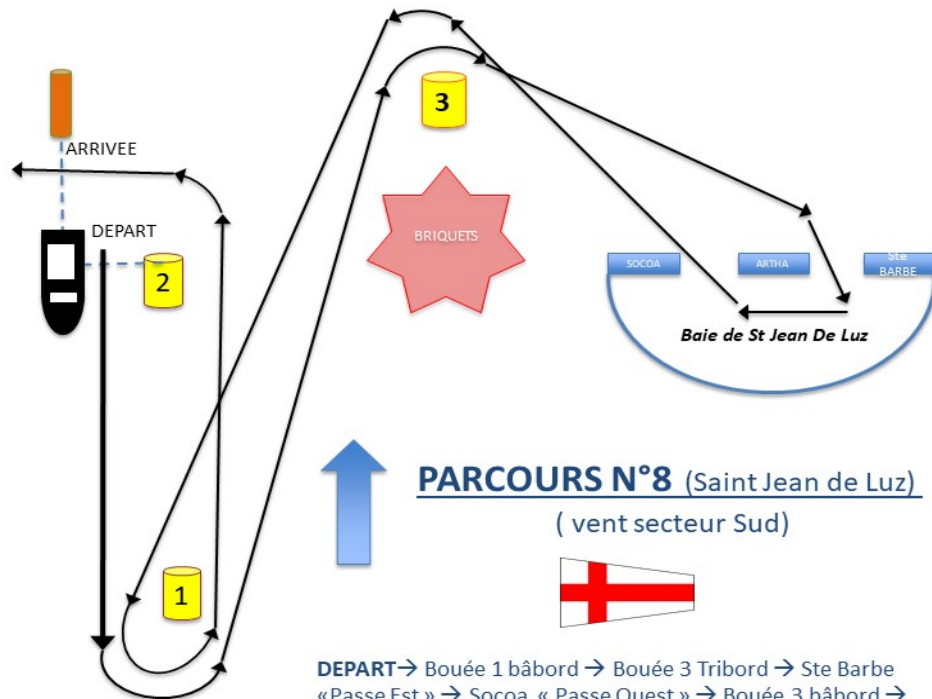 3
ARRIVEE
DEPART
2
BRIQUETS
SOCOA
ARTHA
Ste
BARBE
Baie de St Jean De Luz
PARCOURS N°8 (Saint Jean de Luz)
( vent secteur Sud)
1
DEPART→ Bouée 1 bâbord → Bouée 3 Tribord → Ste Barbe
«Passe Est » → Socoa « Passe Ouest » → Bouée 3 bâbord →